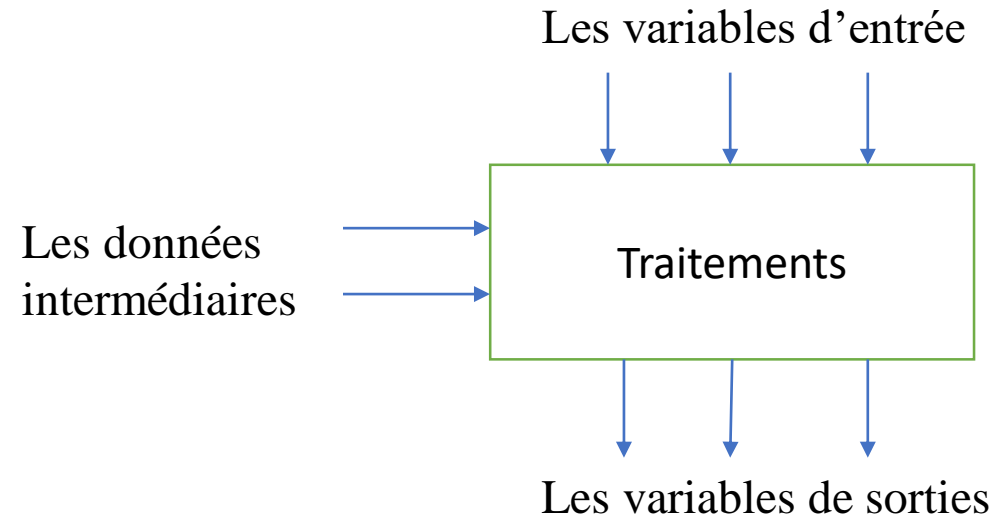 Les variables d’entrée
Les données
intermédiaires
Traitements
Les variables de sorties